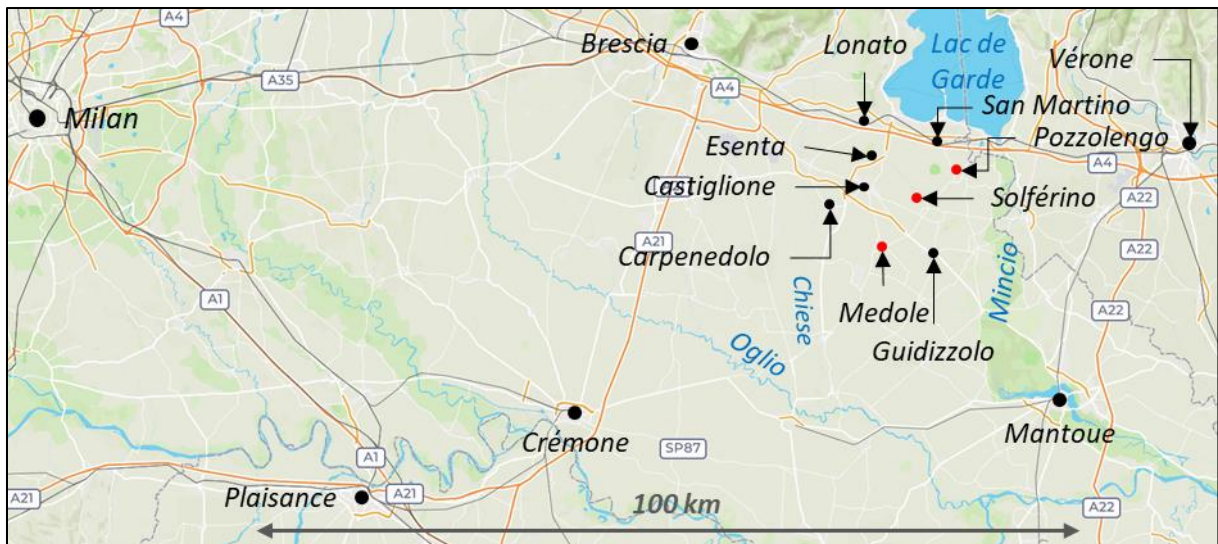 A4
Brescia
Lonato
Lac de
Garde
Vérone
A35
A4
San Martino
Milan
Pozzolengo
Esenta
A4
Castiglione
Solférino
A22
Carpenedolo
A21
A22
Chiese
Mincio
A1
Medole
A22
Oglio
Guidizzolo
Crémone
Mantoue
SP87
A1
A21
Plaisance
A21
100 km
A22